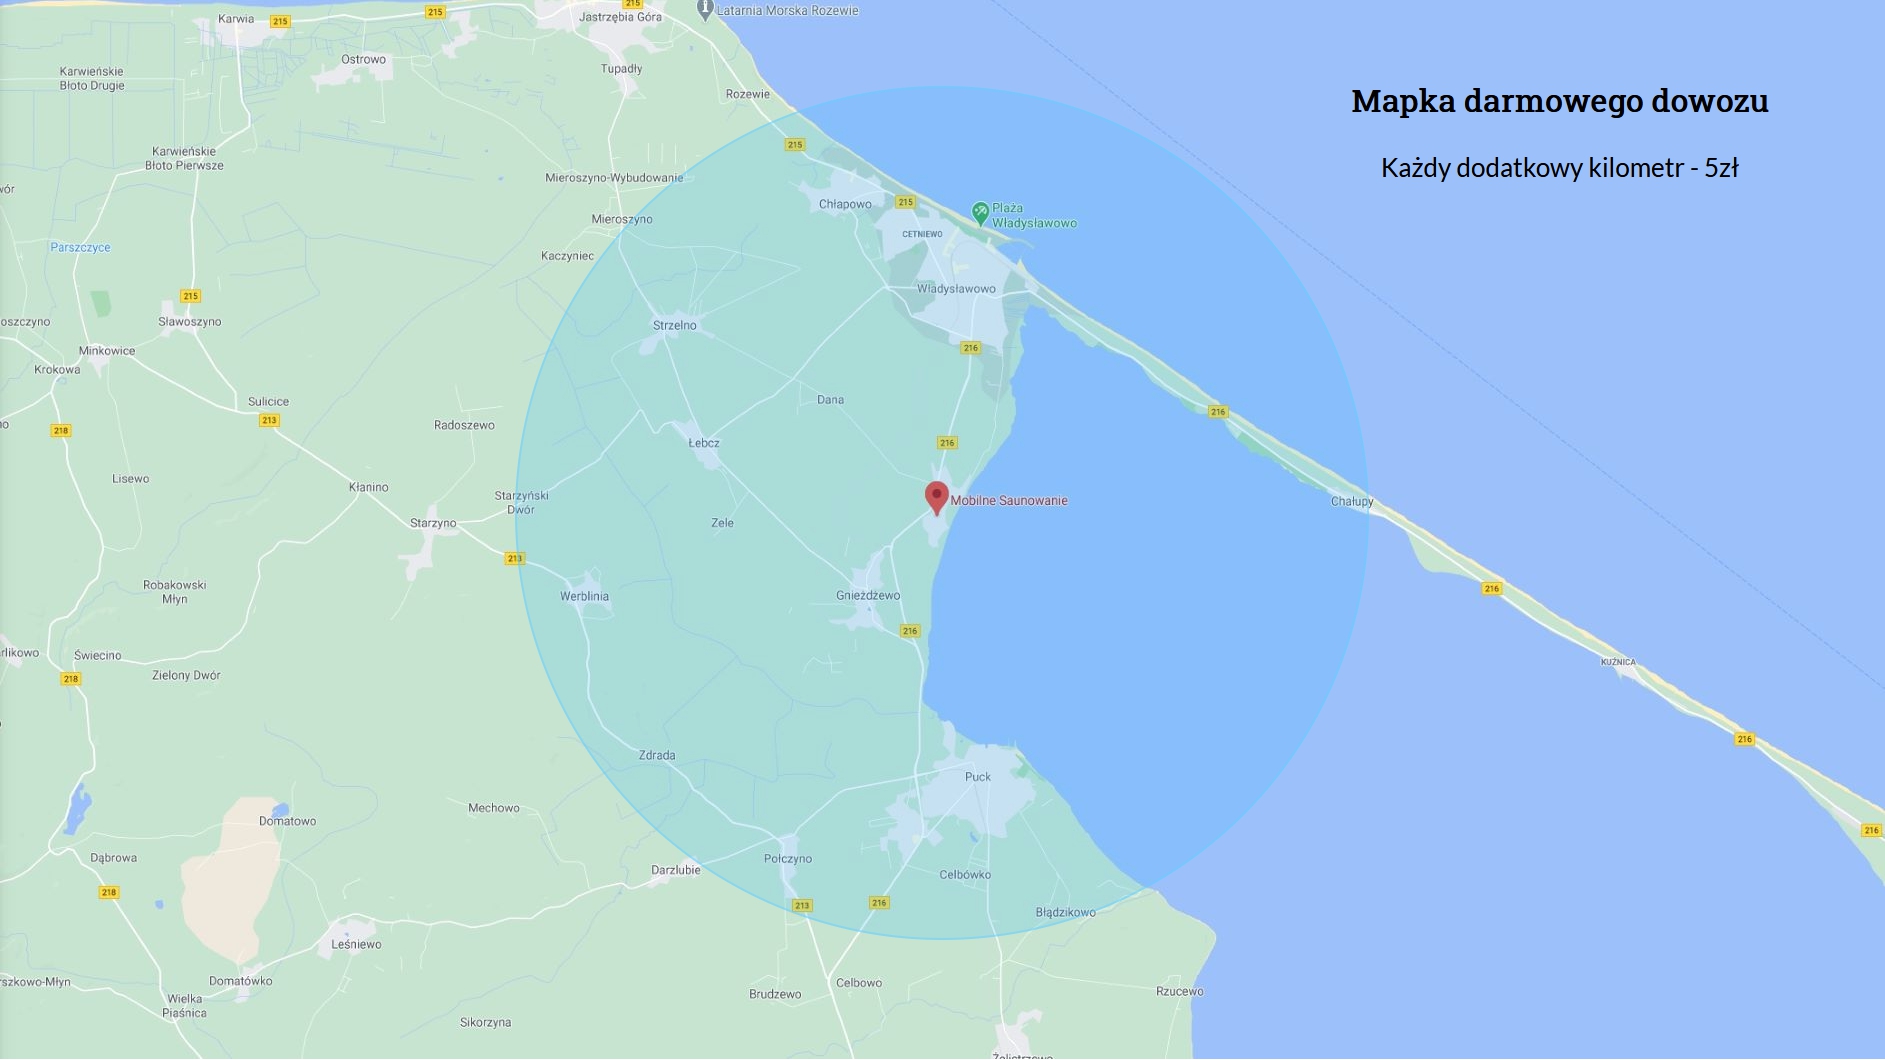 Karwia
215
215
215
Jastrzębia Góra
Latarnia Morska Rozewie
Ostrowo
Karwieńskie
Błoto Drugie
Tupadły
Rozewie
Mapka darmowego dowozu
215
Karwieńskie
Błoto Pierwsze
Każdy dodatkowy kilometr - 5zł
Mieroszyno-Wybudowanie
wór
Chłapowo
215
Plaża
Władysławowo
Mieroszyno
CETNIEWO
Parszczyce
Kaczyniec
Władysławowo
215
oszczyno
Sławoszyno
Strzelno
Minkowice
216
Krokowa
Dana
Sulicice
216
213
Radoszewo
218
Łebcz
216
Lisewo
Kłanino
Starzyński
Dwór
Mobilne Saunowanie
Chałupy
Starzyno
Zele
213
Robakowski
Młyn
Werblinia
Gnieżdżewo
216
216
rlikowo
Świecino
KUŹNICA
218
Zielony Dwór
216
Zdrada
Puck
Mechowo
Domatowo
216
Dąbrowa
Połczyno
Darzlubie
Celbówko
218
213
216
Błądzikowo
Leśniewo
rszkowo-Młyn
Domatówko
Celbowo
Brudzewo
Rzucewo
Wielka
Piaśnica
Sikorzyna
Żelistrzewo